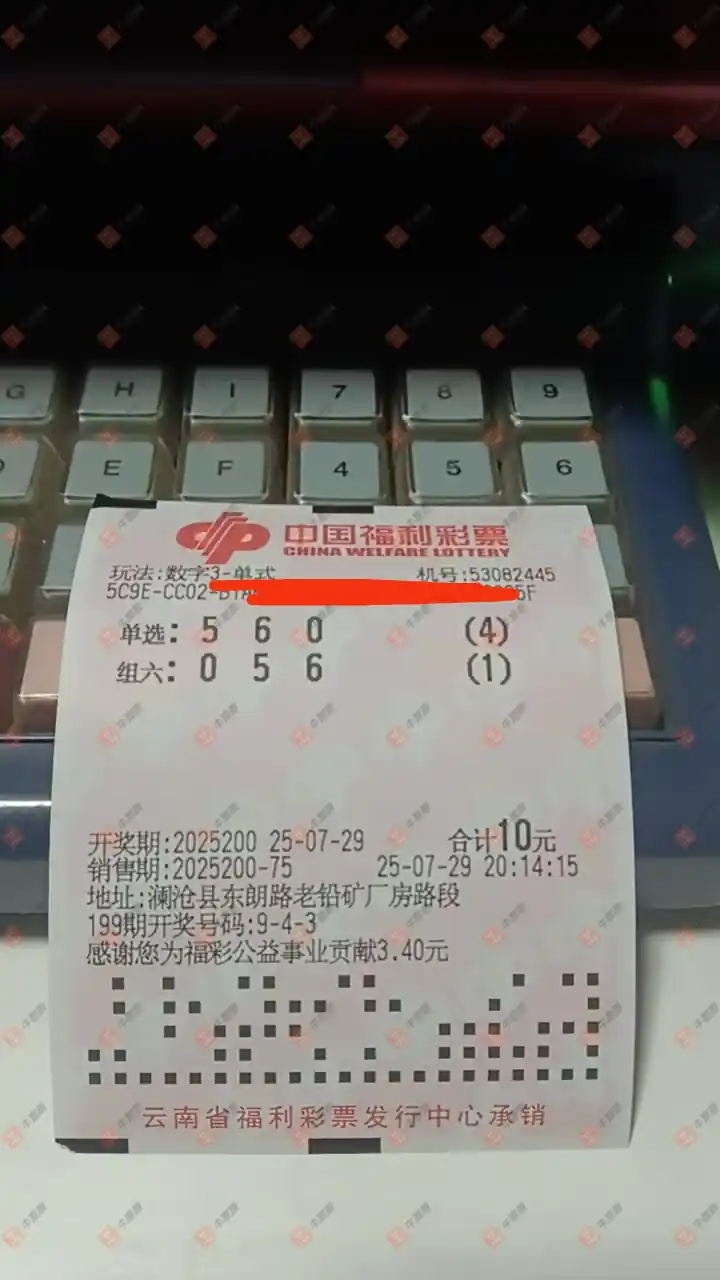 G H I 7 8 9
E F 4 5 6
中国福利彩票
CHINA WELFARE LOTTERY
玩法:数字3-单式 机号:53082445
5C9E-CC02-
单选: 5 6 0 (4)
组六: 0 5 6 (1)
开奖期:2025200 25-07-29 合计10元
销售期:2025200-75 25-07-29 20:14:15
地址:澜沧县东朗路老铅矿厂房路段
199期开奖号码:9-4-3
感谢您为福彩公益事业贡献3.40元
云南省福利彩票发行中心承销